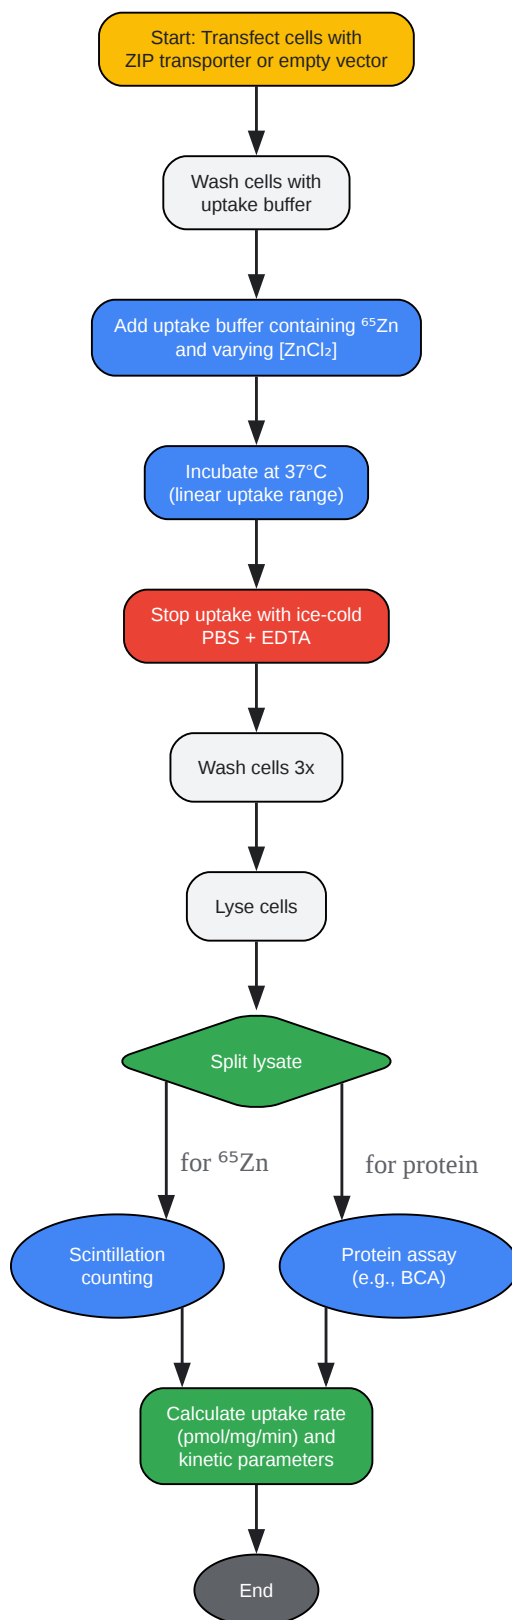 Start: Transfect cells with
ZIP transporter or empty vector
Wash cells with
uptake buffer
Add uptake buffer containing ⁶⁵Zn
and varying [ZnCl₂]
Incubate at 37°C
(linear uptake range)
Stop uptake with ice-cold
PBS + EDTA
Wash cells 3x
Lyse cells
Split lysate
for ⁶⁵Zn
for protein
Scintillation
counting
Protein assay
(e.g., BCA)
Calculate uptake rate
(pmol/mg/min) and
kinetic parameters
End